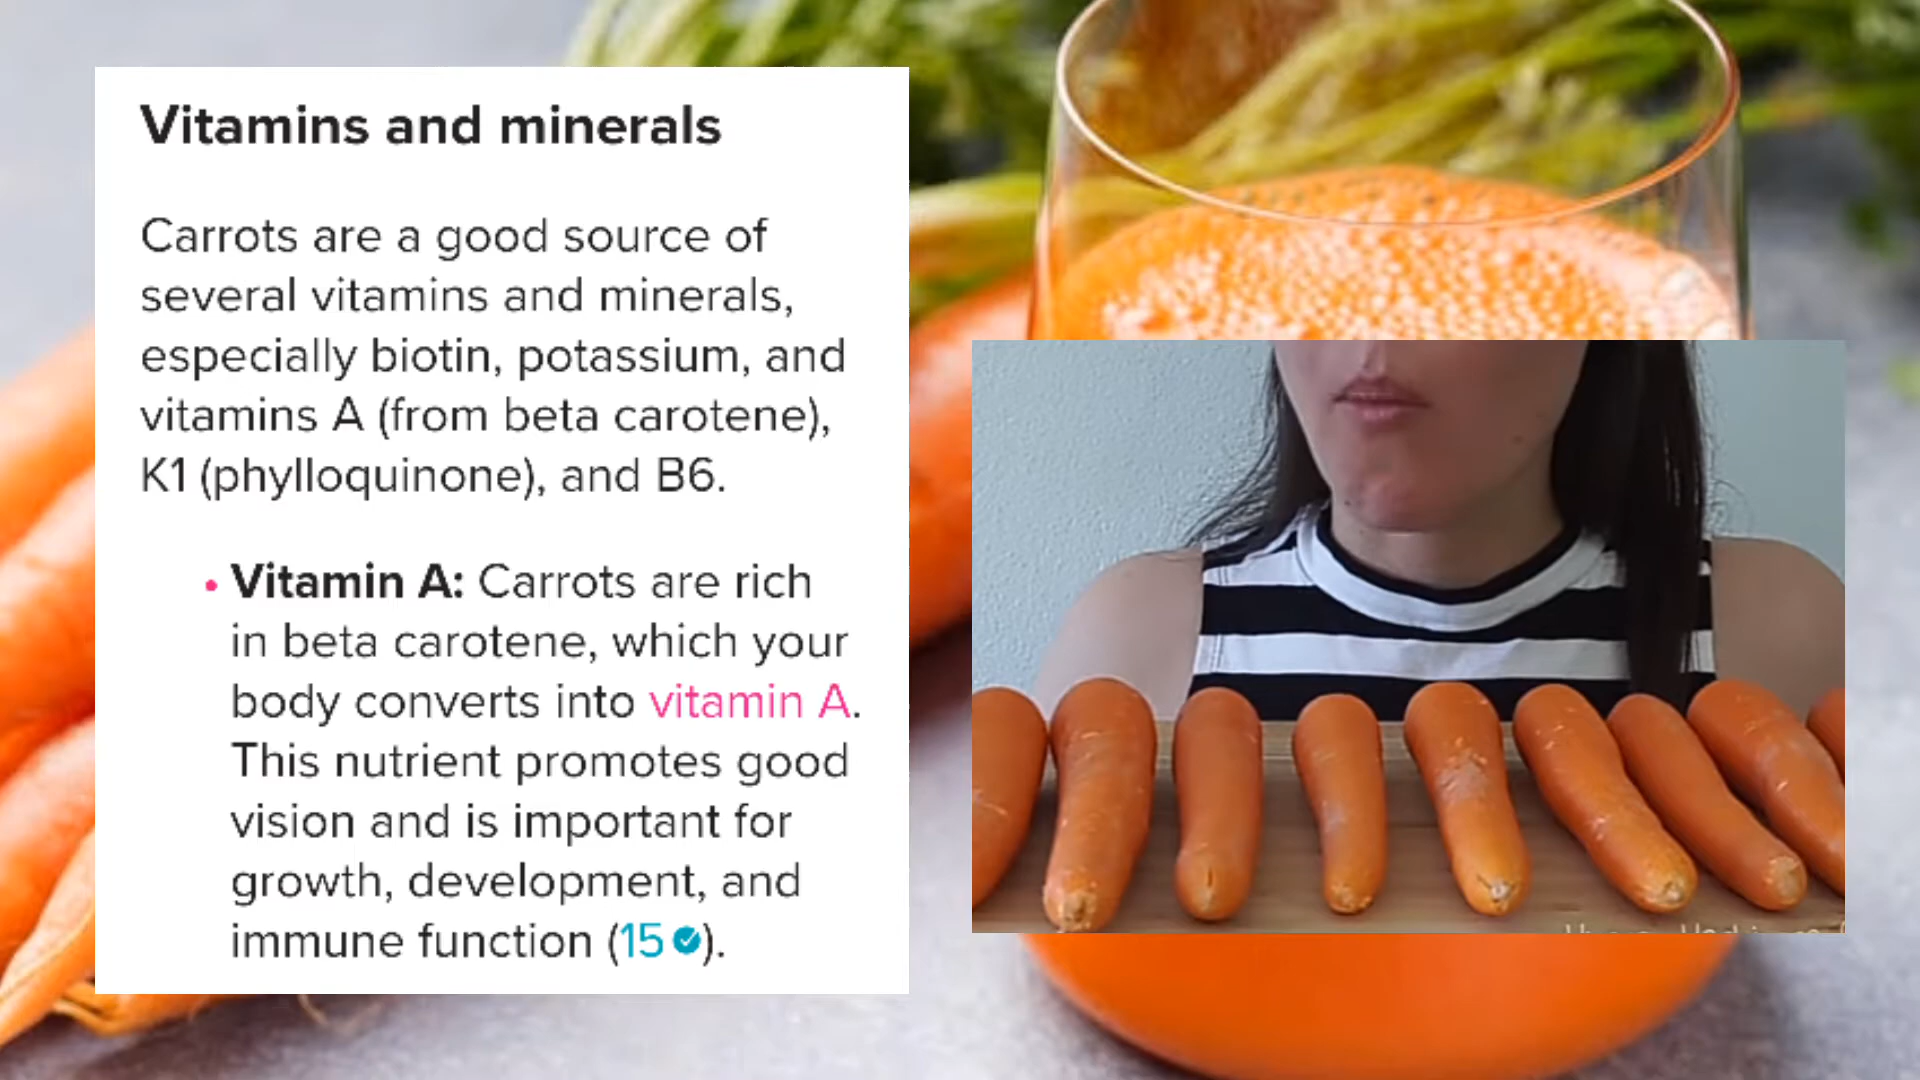 Vitamins and minerals
Carrots are a good source of
several vitamins and minerals,
especially biotin, potassium, and
vitamins A (from beta carotene),
K1 (phylloquinone), and B6.
• Vitamin A: Carrots are rich
in beta carotene, which your
body converts into vitamin A.
This nutrient promotes good
vision and is important for
growth, development, and
immune function (15).